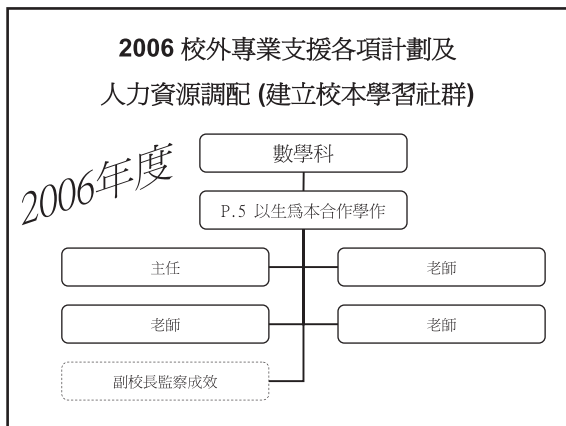 2006 校外專業支援各項計劃及
人力資源調配 (建立校本學習社群)
2006年度
數學科
P.5 以生為本合作學作
主任
老師
老師
老師
副校長監察成效